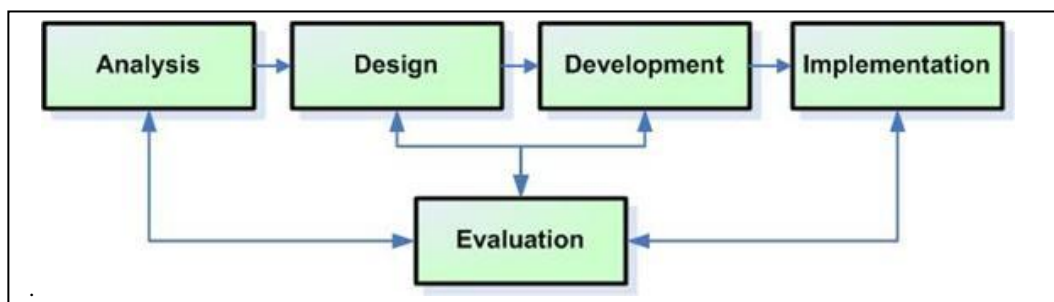 Analysis
Design
Development
Implementation
Evaluation
.